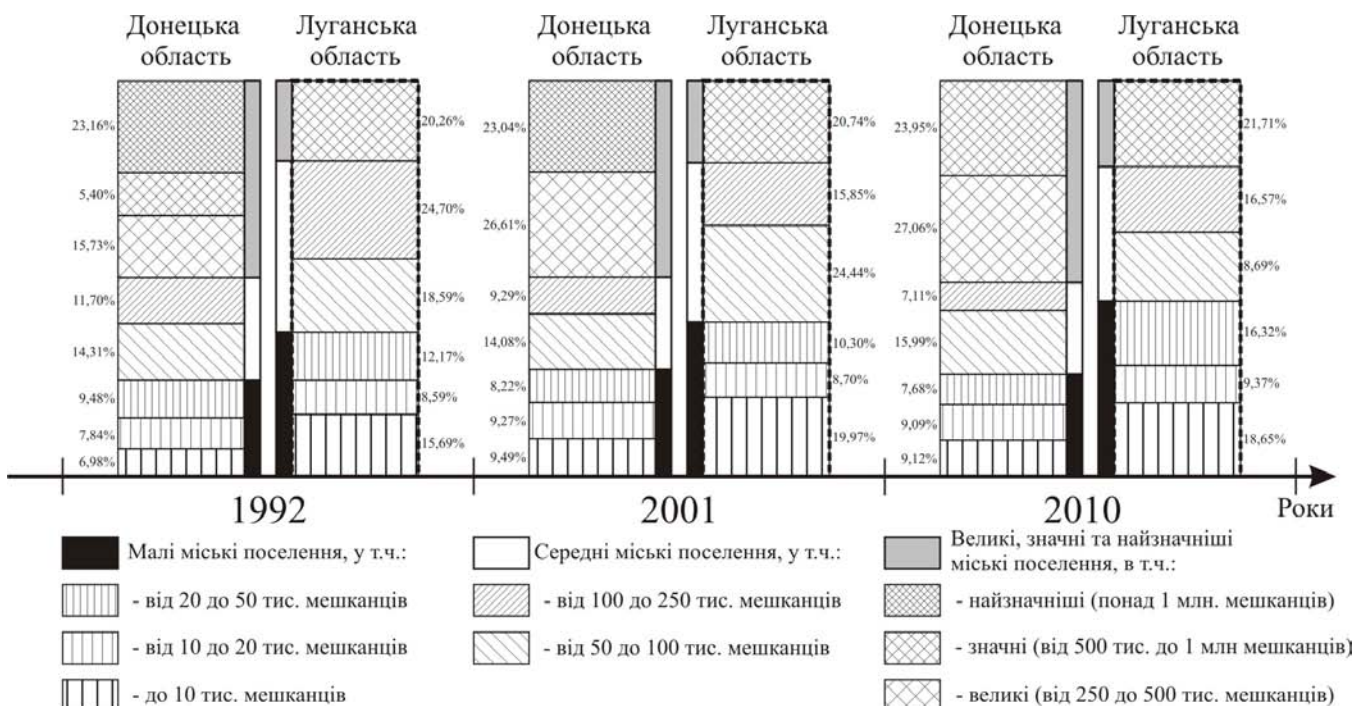 Донецька область
Луганська область
Донецька область
Луганська область
Донецька область
Луганська область
23,16%
5,40%
15,73%
11,70%
14,31%
9,48%
7,84%
6,98%
20,26%
24,70%
18,59%
12,17%
8,59%
15,69%
23,04%
26,61%
9,29%
14,08%
8,22%
9,27%
9,49%
20,74%
15,85%
24,44%
10,30%
8,70%
19,97%
23,95%
27,06%
7,11%
15,99%
7,68%
9,09%
9,12%
21,71%
16,57%
8,69%
16,32%
9,37%
18,65%
1992
2001
2010
Роки
Малі міські поселення, у т.ч.:
- від 20 до 50 тис. мешканців
- від 10 до 20 тис. мешканців
- до 10 тис. мешканців
Середні міські поселення, у т.ч.:
- від 100 до 250 тис. мешканців
- від 50 до 100 тис. мешканців
Великі, значні та найзначніші
міські поселення, в т.ч.:
- найзначніші (понад 1 млн. мешканців)
- значні (від 500 тис. до 1 млн мешканців)
- великі (від 250 до 500 тис. мешканців)